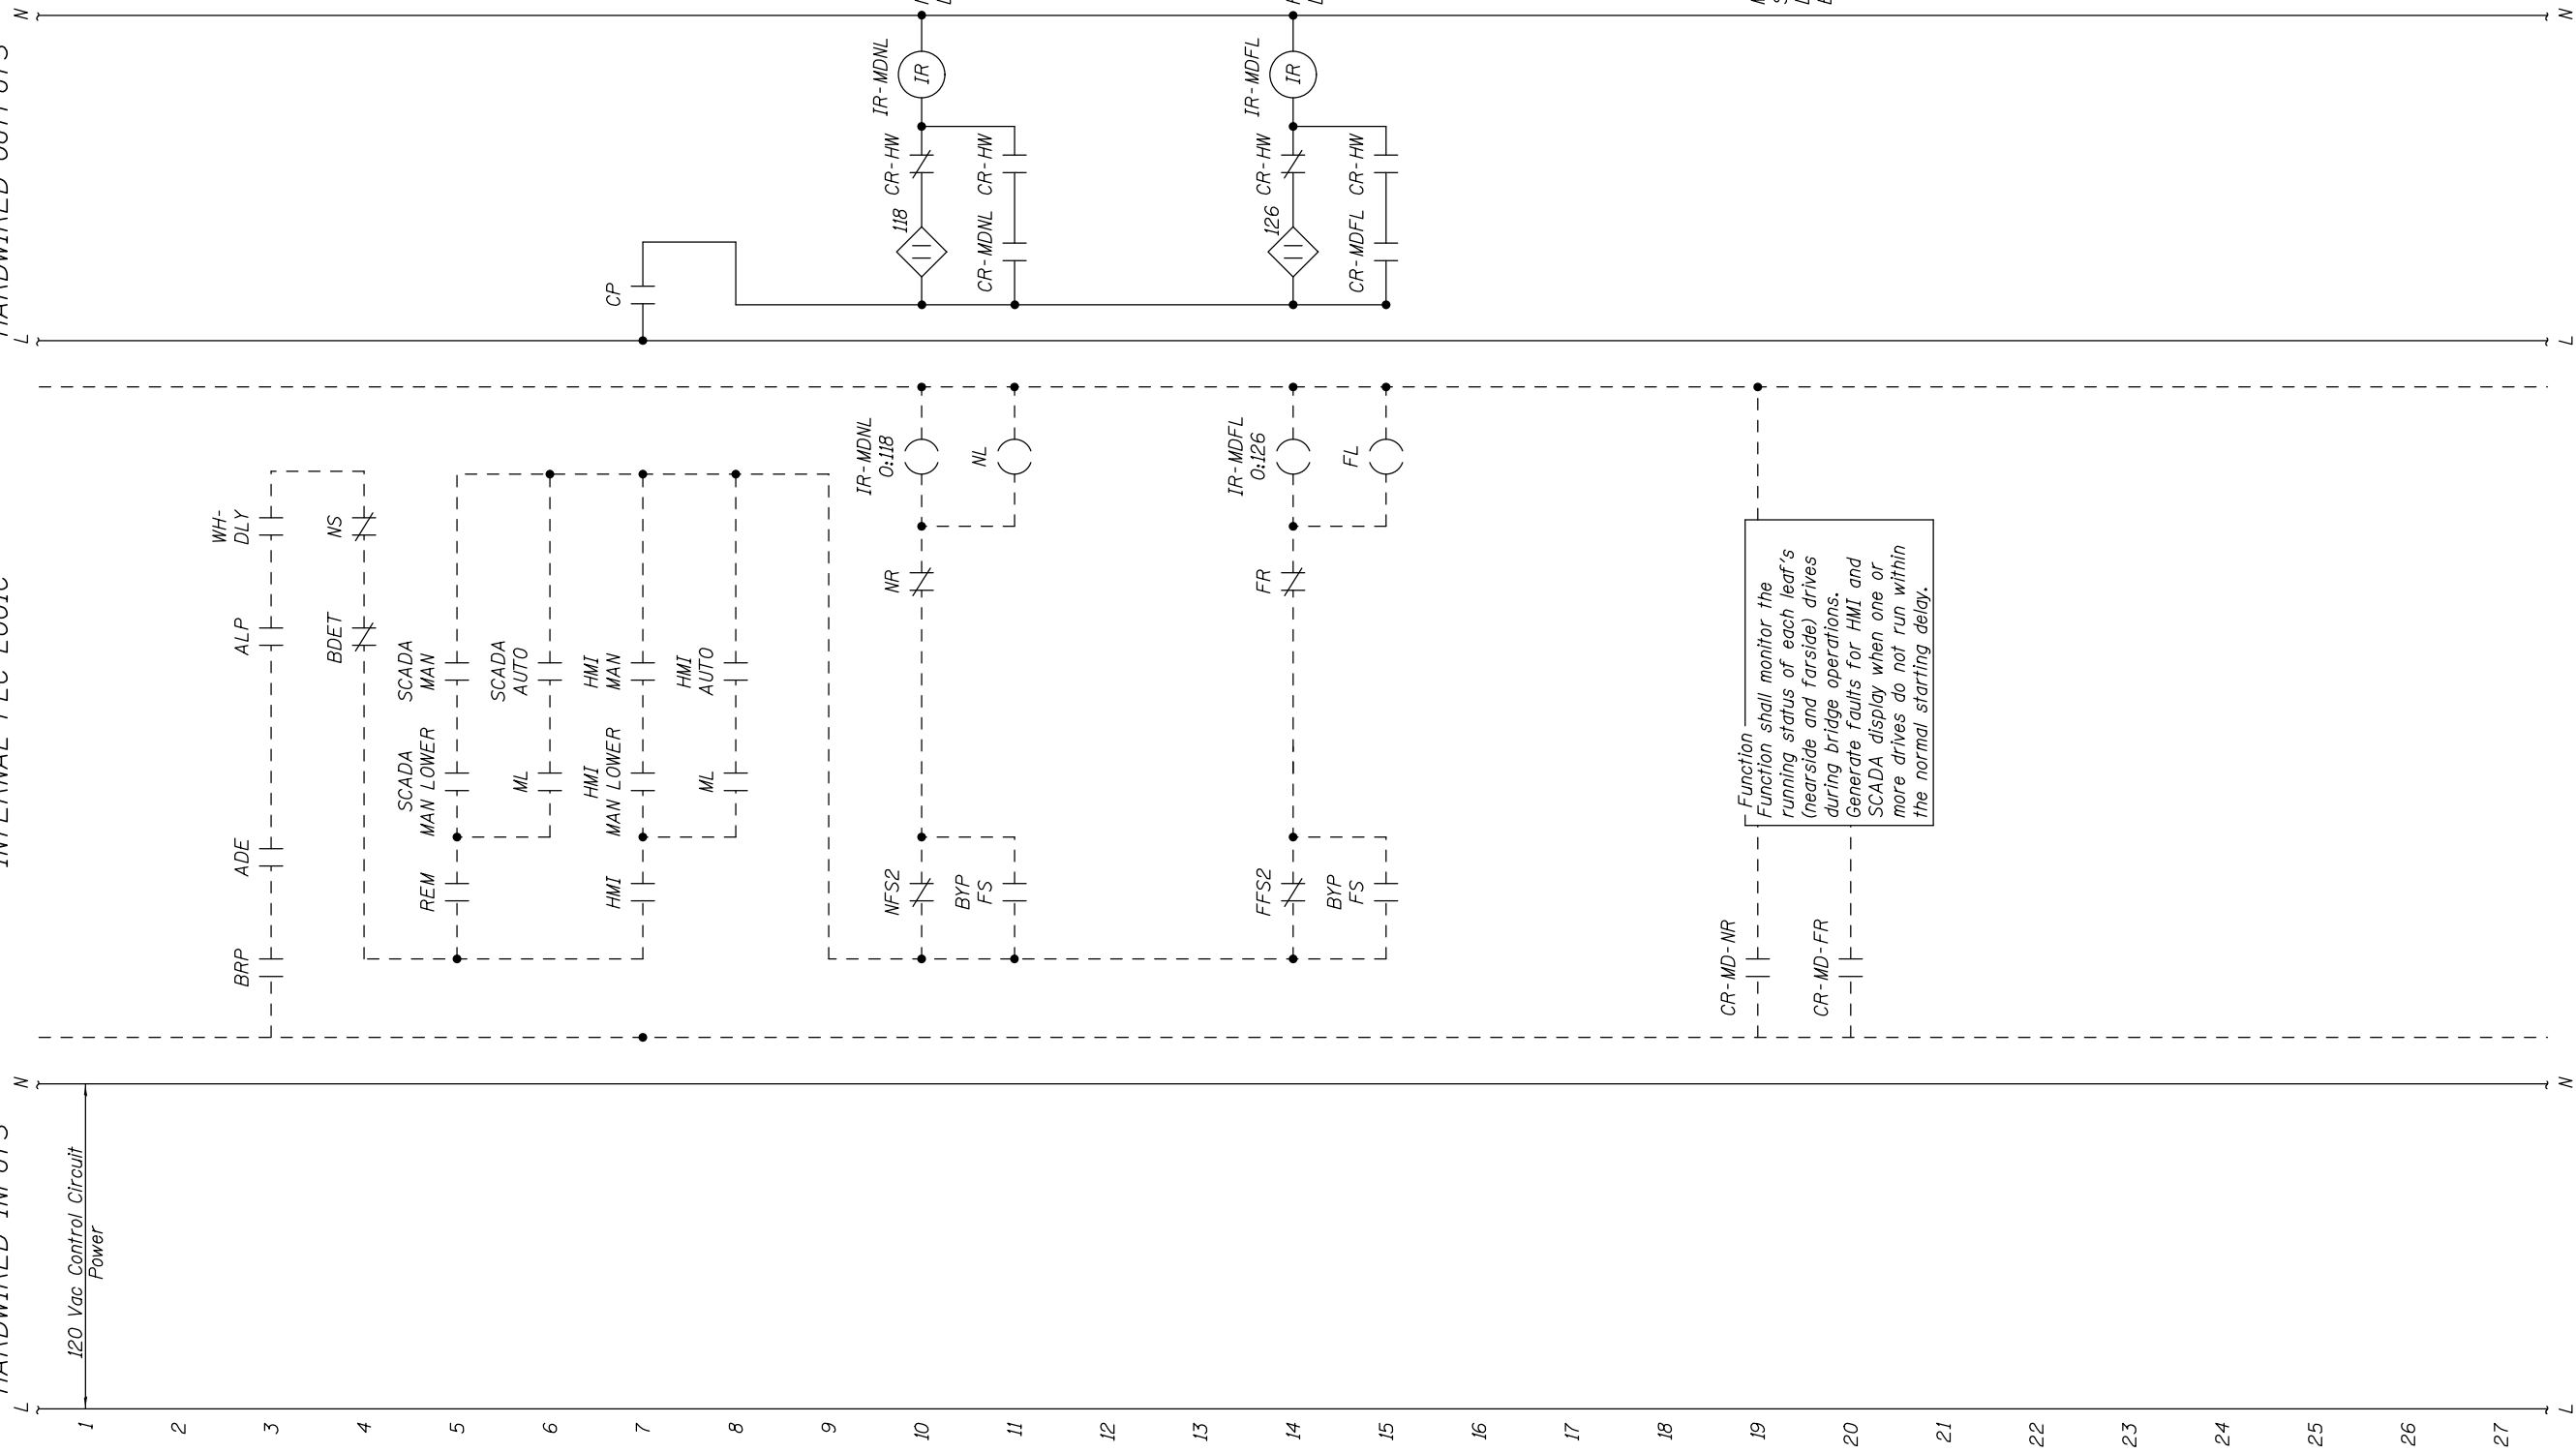 HARDWIRED INPUTS
INTERNAL PLC LOGIC
HARDWIRED OUTPUTS
L
N
L
N
1
120 Vac Control Circuit
Power
2
3
BRP
ADE
ALP
WH-
DLY
4
BDET
NS
5
REM
SCADA
MAN LOWER
SCADA
MAN
6
ML
SCADA
AUTO
7
HMI
HMI
MAN LOWER
HMI
MAN
CP
8
ML
HMI
AUTO
9
10
NFS2
NR
IR-MDNL
O:118
118
CR-HW
IR-MDNL
IR
11
BYP
FS
NL
CR-MDNL
CR-HW
12
13
14
FFS2
FR
IR-MDFL
O:126
126
CR-HW
IR-MDFL
IR
15
BYP
FS
FL
CR-MDFL
CR-HW
16
17
18
19
CR-MD-NR
Function
Function shall monitor the
running status of each leaf's
(nearside and farside) drives
during bridge operations.
Generate faults for HMI and
SCADA display when one or
more drives do not run within
the normal starting delay.
20
CR-MD-FR
21
22
23
24
25
26
27
L
N
L
N